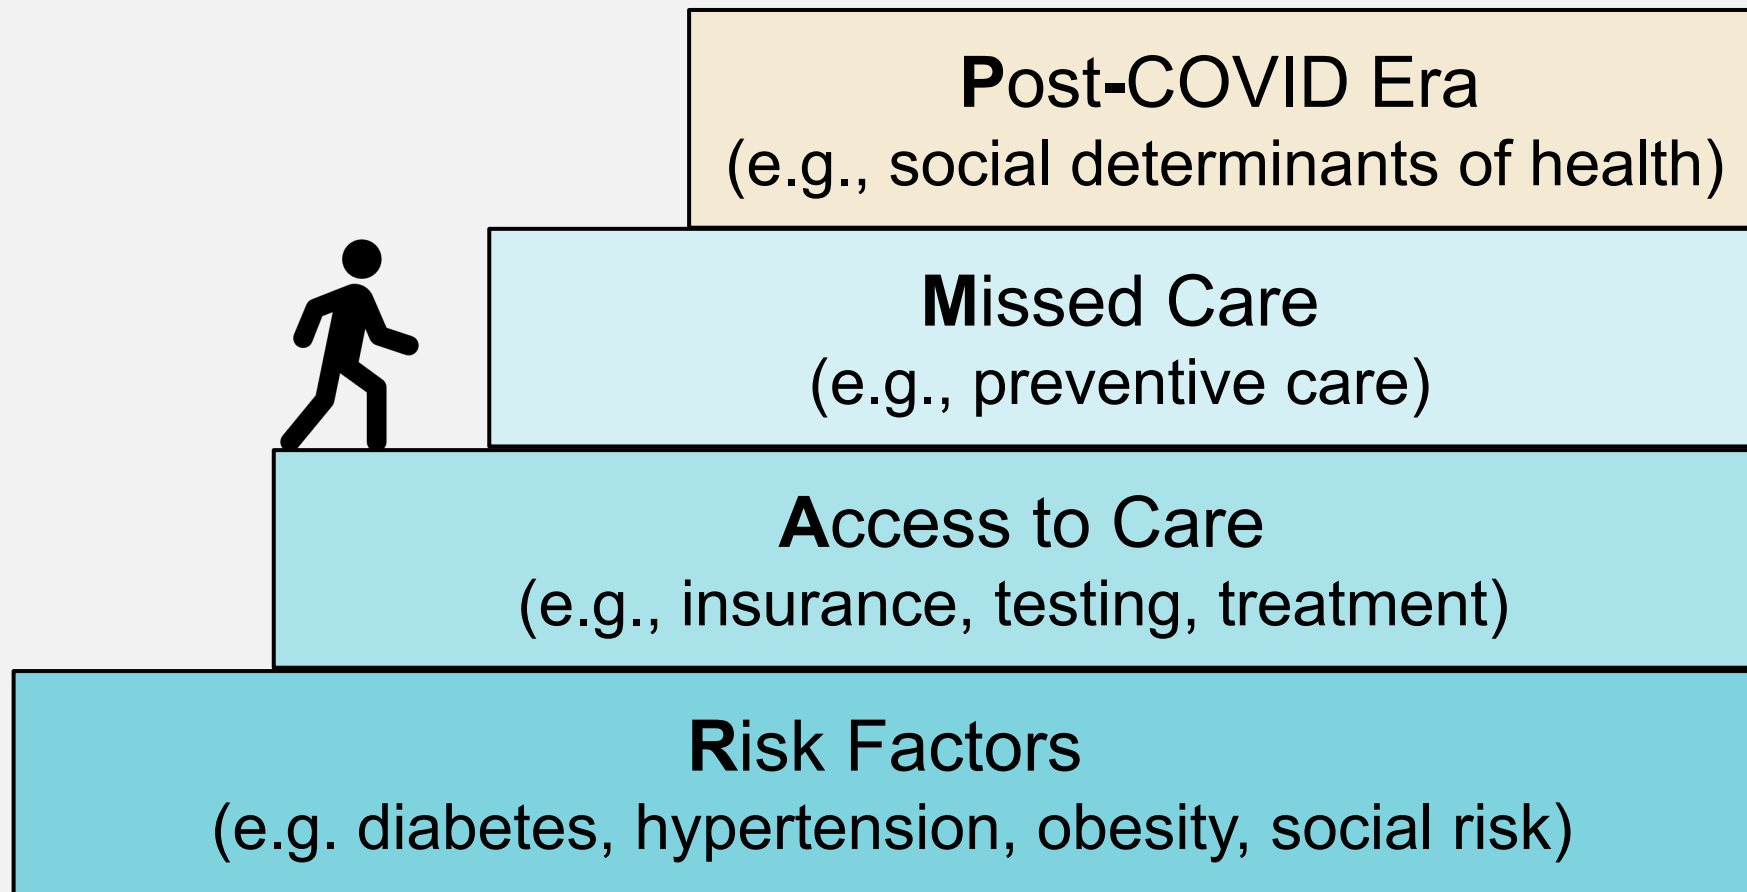 Post-COVID Era
(e.g., social determinants of health)
Missed Care
(e.g., preventive care)
Access to Care
(e.g., insurance, testing, treatment)
Risk Factors
(e.g. diabetes, hypertension, obesity, social risk)